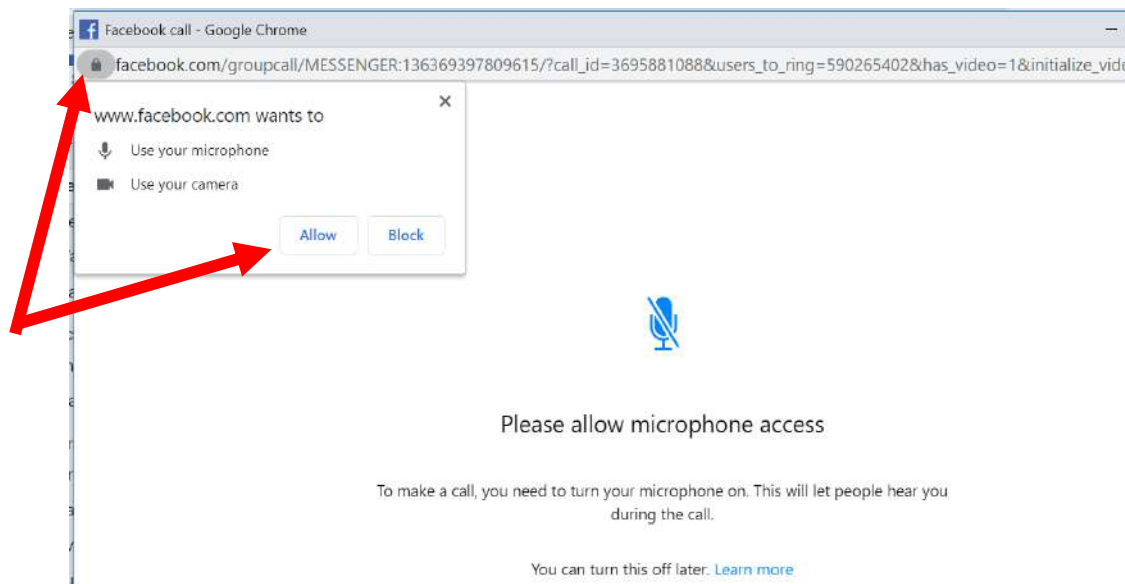 Facebook call - Google Chrome
facebook.com/groupcall/MESSENGER:136369397809615/?call_id=3695881088&users_to_ring=590265402&has_video=1&initialize_vide
www.facebook.com wants to
Use your microphone
Use your camera
Allow Block
Please allow microphone access
To make a call, you need to turn your microphone on. This will let people hear you
during the call.
You can turn this off later. Learn more